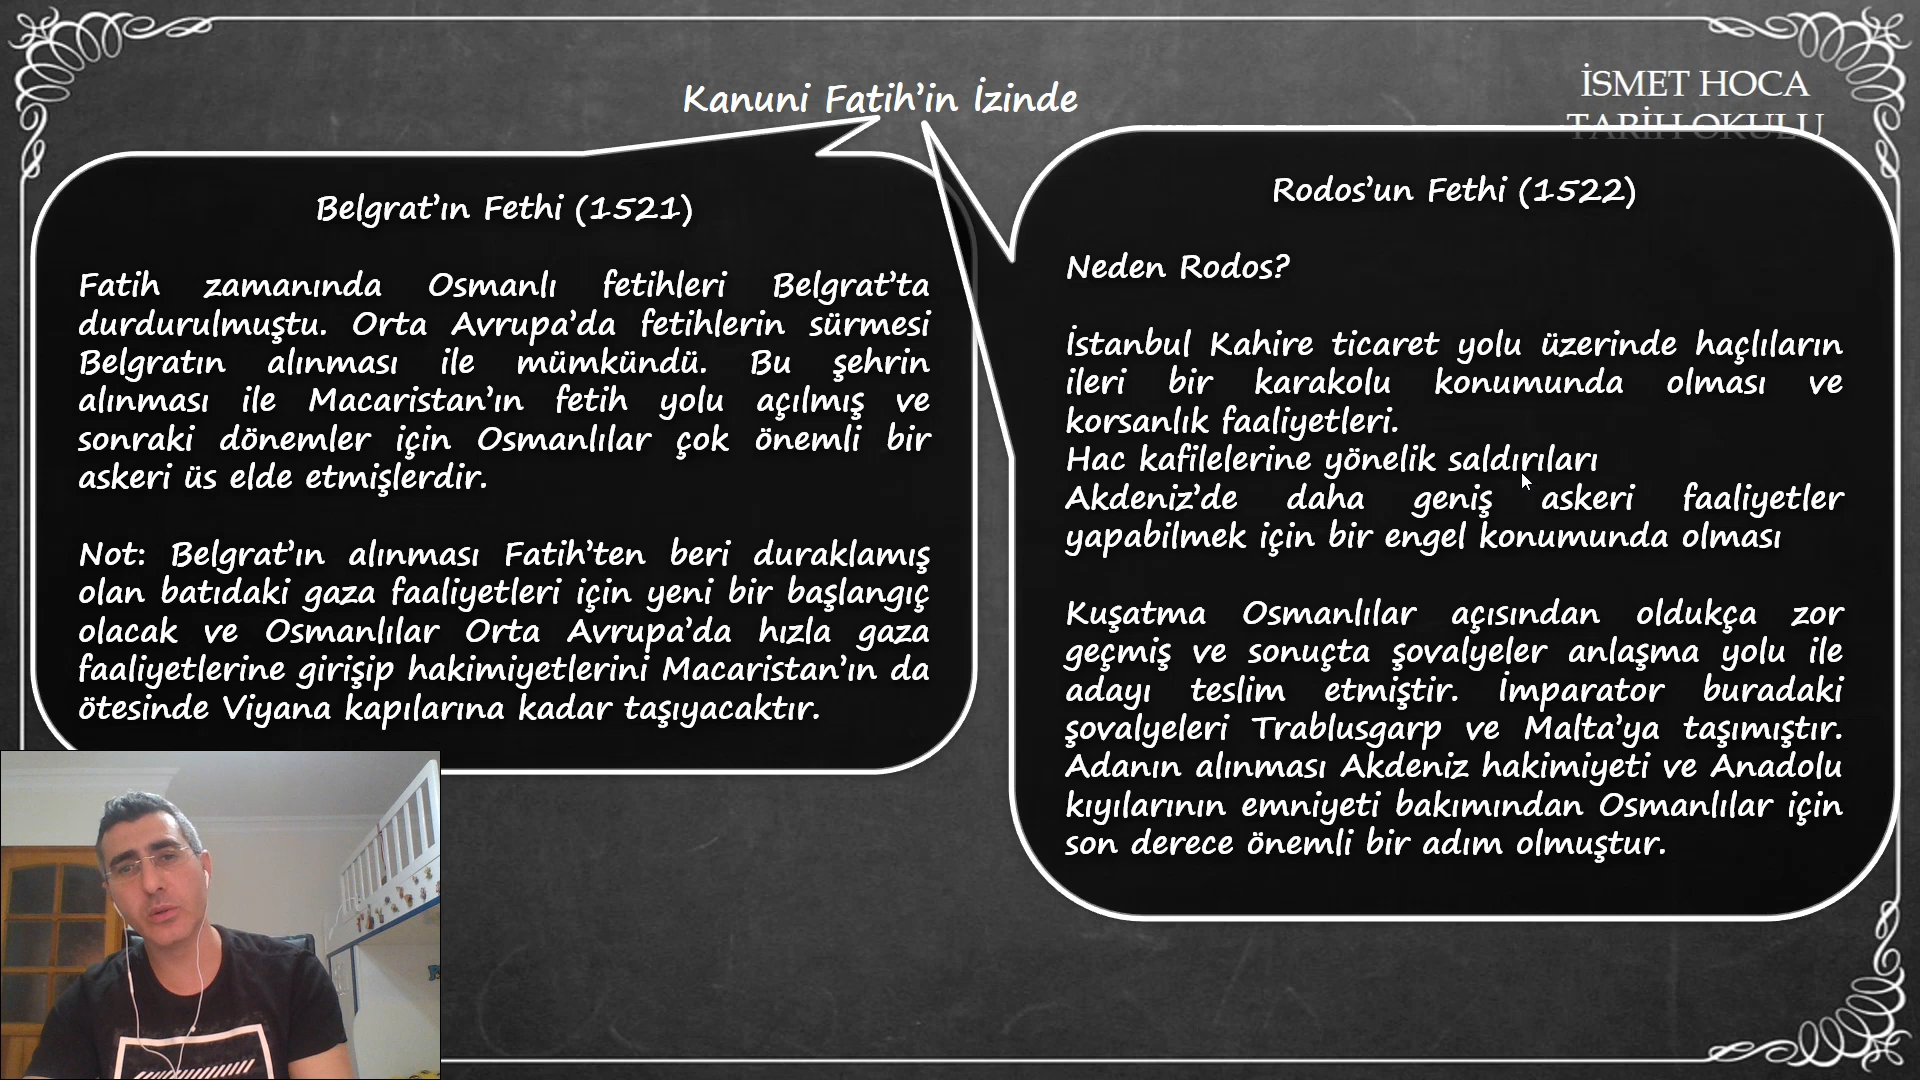 Kanuni Fatih'in İzinde
İSMET HOCA
TARİH OKULU
Belgrat'ın Fethi (1521)
Fatih zamanında Osmanlı fetihleri Belgrat'ta
durdurulmuştu. Orta Avrupa'da fetihlerin sürmesi
Belgratın alınması ile mümkündü. Bu şehrin
alınması ile Macaristan'ın fetih yolu açılmış ve
sonraki dönemler için Osmanlılar çok önemli bir
askeri üs elde etmişlerdir.
Not: Belgrat'ın alınması Fatih'ten beri duraklamış
olan batıdaki gaza faaliyetleri için yeni bir başlangıç
olacak ve Osmanlılar Orta Avrupa'da hızla gaza
faaliyetlerine girişip hakimiyetlerini Macaristan'ın da
ötesinde Viyana kapılarına kadar taşıyacaktır.
Rodos'un Fethi (1522)
Neden Rodos?
İstanbul Kahire ticaret yolu üzerinde haçlıların
ileri bir karakolu konumunda olması ve
korsanlık faaliyetleri.
Hac kafilelerine yönelik saldırıları
Akdeniz'de daha geniş askeri faaliyetler
yapabilmek için bir engel konumunda olması
Kuşatma Osmanlılar açısından oldukça zor
geçmiş ve sonuçta şovalyeler anlaşma yolu ile
adayı teslim etmiştir. İmparator buradaki
şovalyeleri Trablusgarp ve Malta'ya taşımıştır.
Adanın alınması Akdeniz hakimiyeti ve Anadolu
kıyılarının emniyeti bakımından Osmanlılar için
son derece önemli bir adım olmuştur.